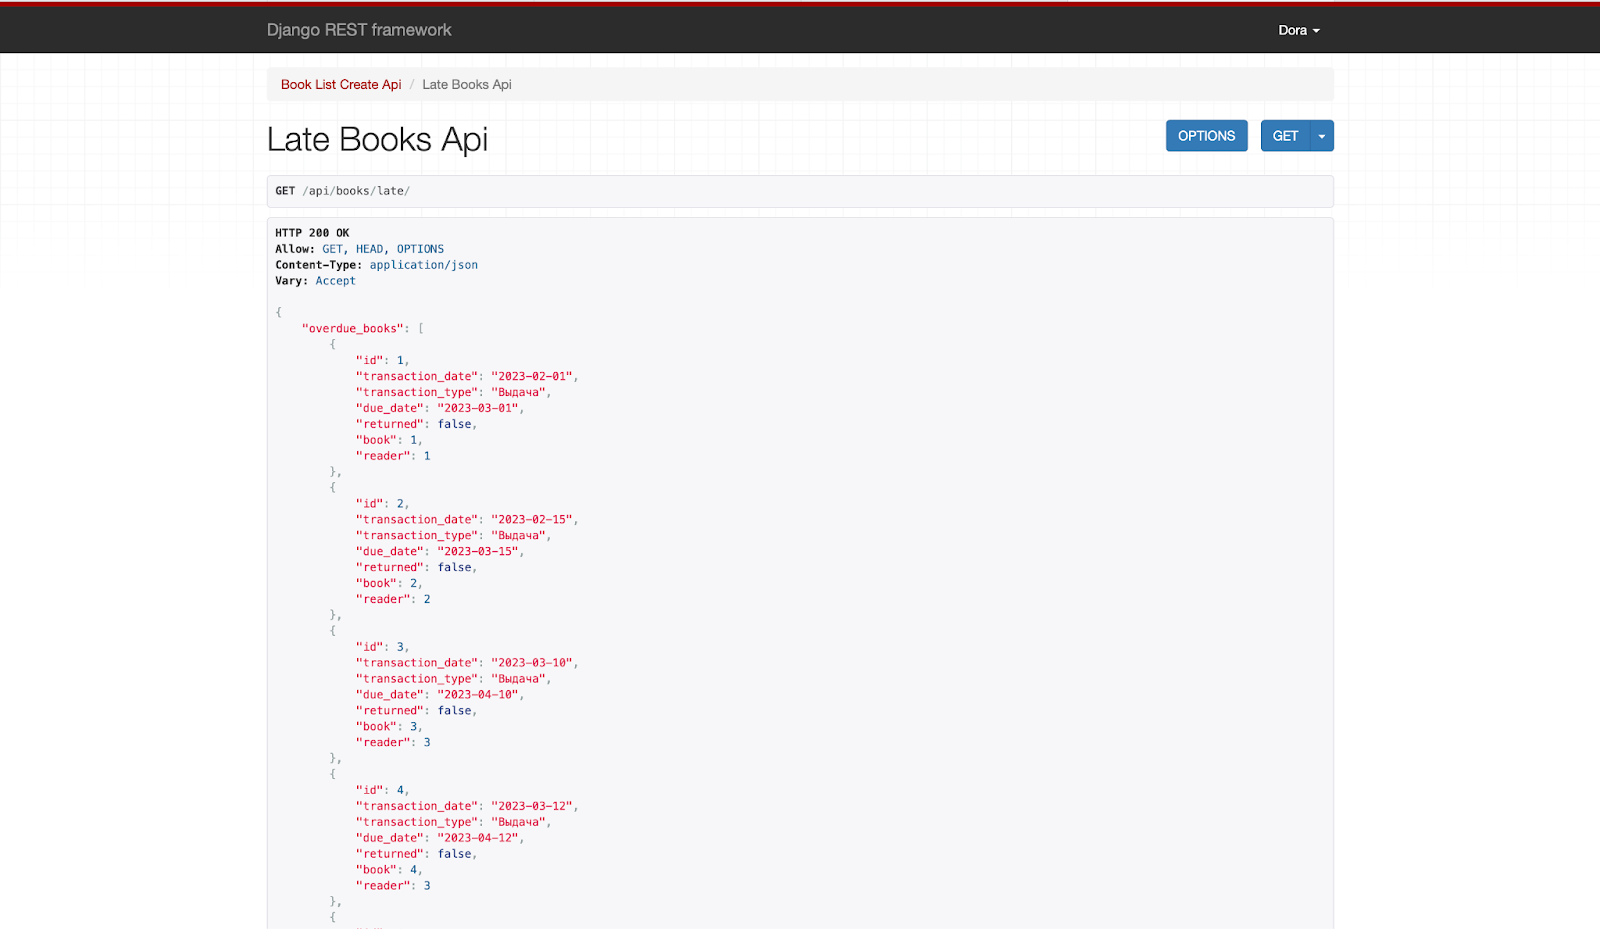 Django REST framework
Dora
Book List Create Api / Late Books Api
Late Books Api
OPTIONS
GET
GET /api/books/late/
HTTP 200 OK
Allow: GET, HEAD, OPTIONS
Content-Type: application/json
Vary: Accept
{
    "overdue_books": [
        {
            "id": 1,
            "transaction_date": "2023-02-01",
            "transaction_type": "Выдача",
            "due_date": "2023-03-01",
            "returned": false,
            "book": 1,
            "reader": 1
        },
        {
            "id": 2,
            "transaction_date": "2023-02-15",
            "transaction_type": "Выдача",
            "due_date": "2023-03-15",
            "returned": false,
            "book": 2,
            "reader": 2
        },
        {
            "id": 3,
            "transaction_date": "2023-03-10",
            "transaction_type": "Выдача",
            "due_date": "2023-04-10",
            "returned": false,
            "book": 3,
            "reader": 3
        },
        {
            "id": 4,
            "transaction_date": "2023-03-12",
            "transaction_type": "Выдача",
            "due_date": "2023-04-12",
            "returned": false,
            "book": 4,
            "reader": 3
        },
        {